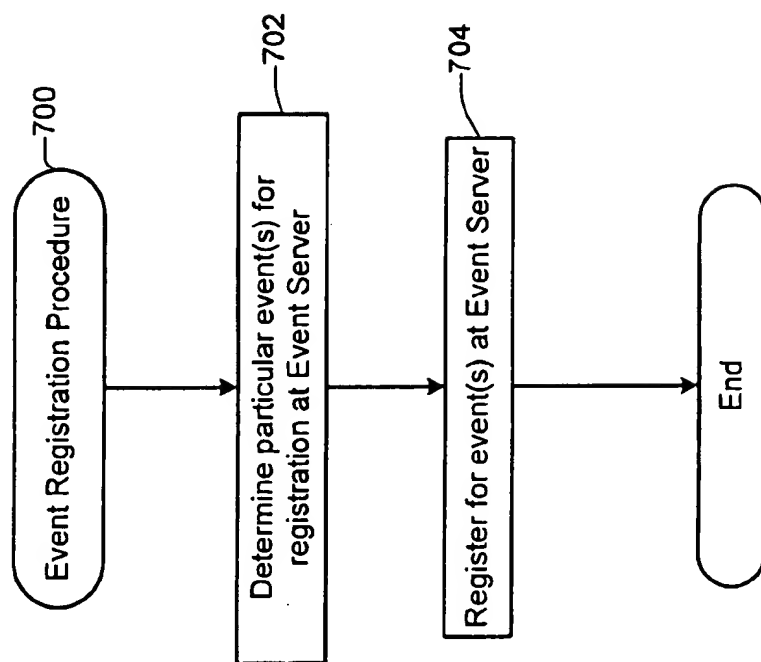 700
Event Registration Procedure
702
Determine particular event(s) for
registration at Event Server
704
Register for event(s) at Event Server
End